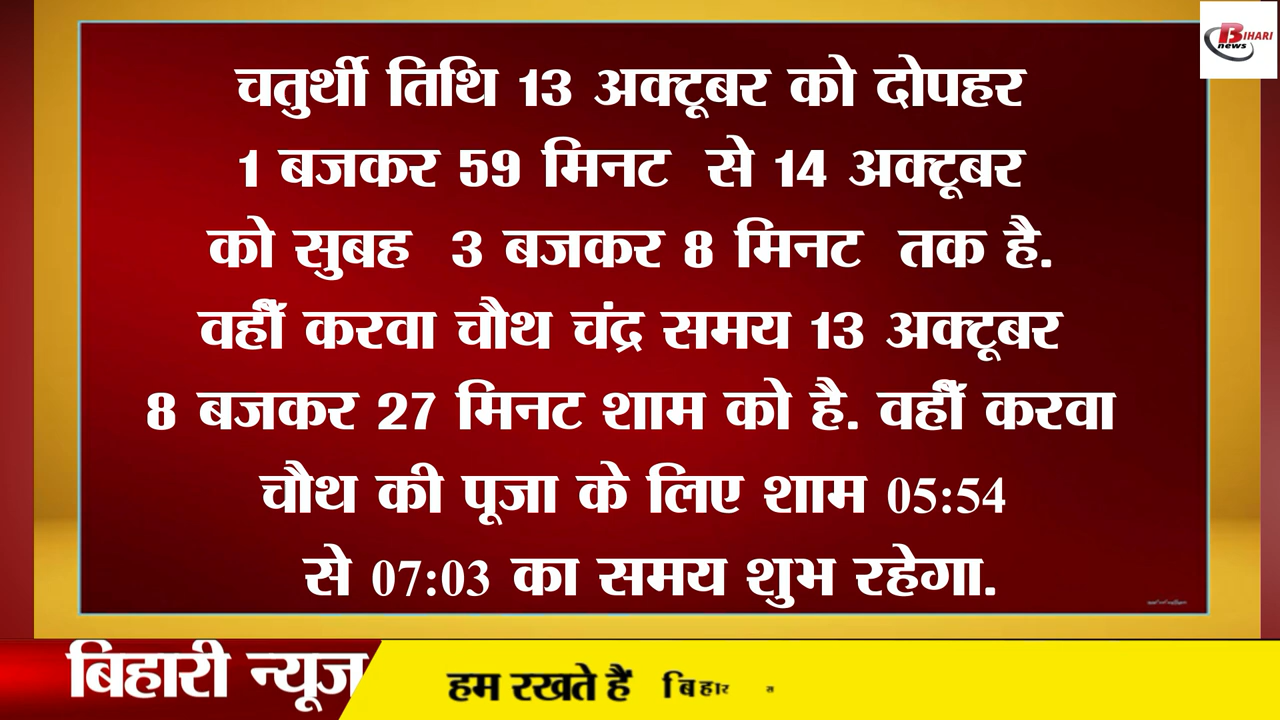 BIHARI
news
चतुर्थी तिथि 13 अक्टूबर को दोपहर
1 बजकर 59 मिनट से 14 अक्टूबर
को सुबह 3 बजकर 8 मिनट तक है.
वहीं करवा चौथ चंद्र समय 13 अक्टूबर
8 बजकर 27 मिनट शाम को है. वहीं करवा
चौथ की पूजा के लिए शाम 05:54
से 07:03 का समय शुभ रहेगा.
बिहारी न्यूज
हम रखते हैं बिहार